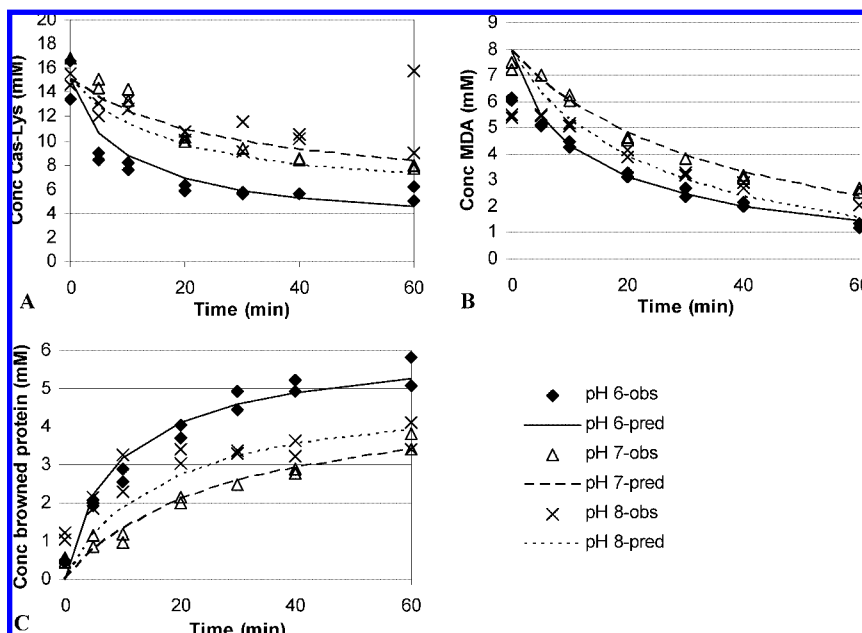 20
18
16
14
12
10
8
6
4
2
0
Conc Cas-Lys (mM)
0 20 40 60
Time (min)
A
9
8
7
6
5
4
3
2
1
0
Conc MDA (mM)
0 20 40 60
Time (min)
B
6
5
4
3
2
1
0
Conc browned protein (mM)
0 20 40 60
Time (min)
C
pH 6-obs
pH 6-pred
pH 7-obs
pH 7-pred
pH 8-obs
pH 8-pred